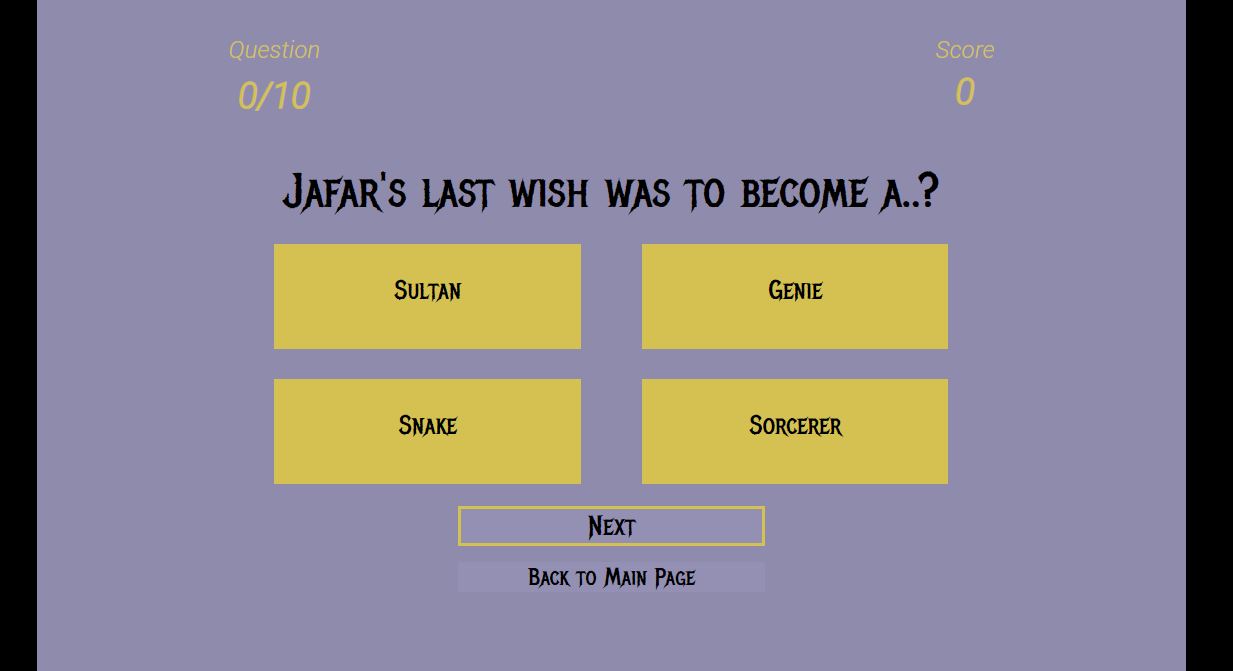 Question
Score
0/10
0
Jafar's last wish was to become a..?
Sultan
Genie
Snake
Sorcerer
Next
Back to Main Page